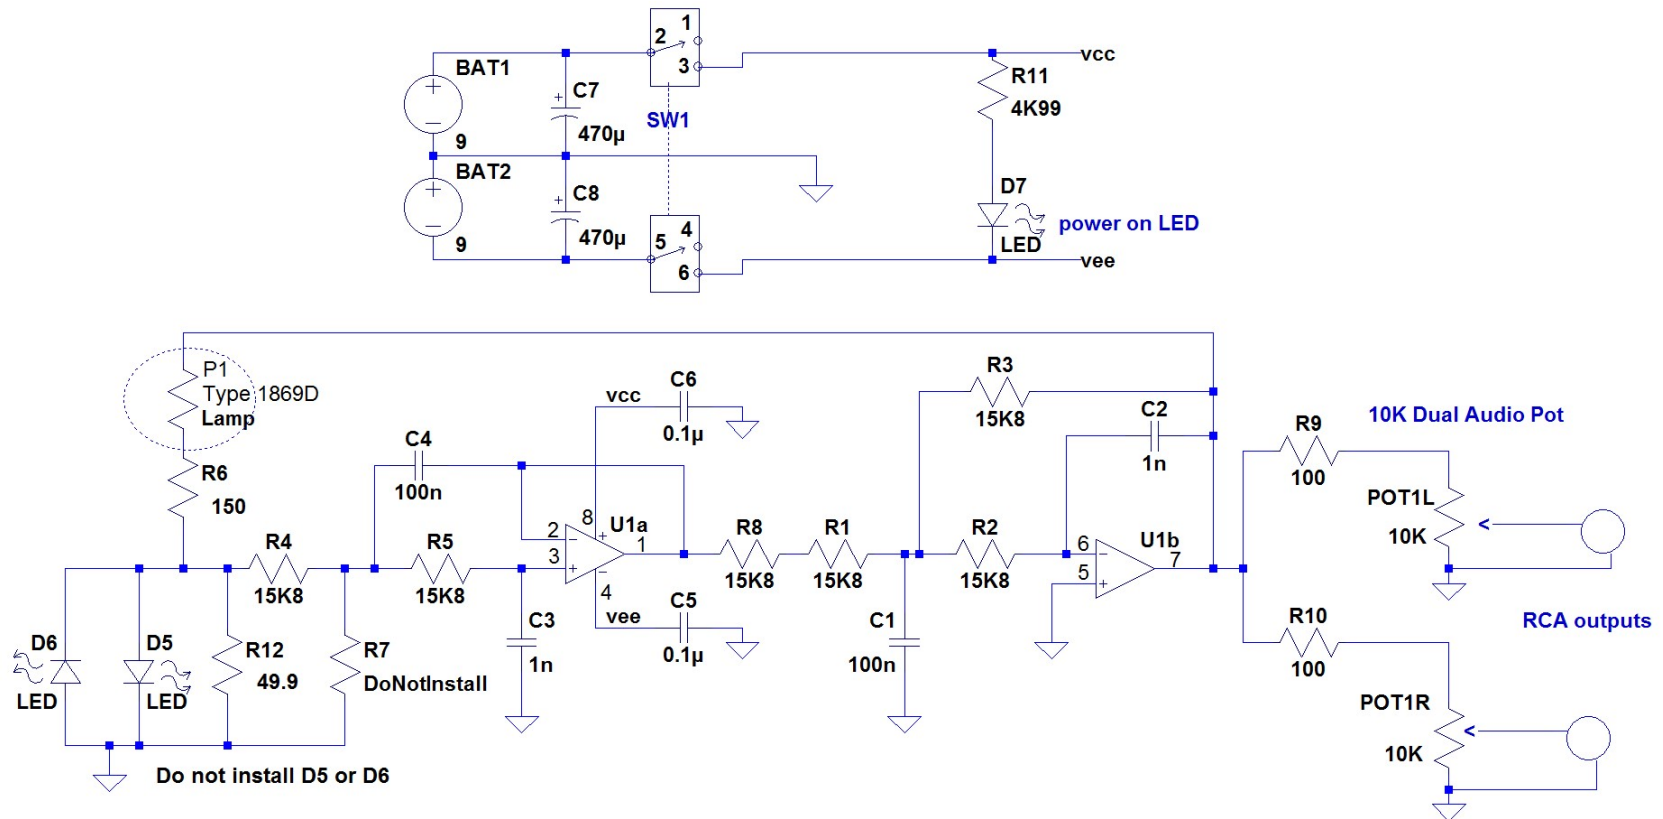 1
2
3
vcc
BAT1
9
C7
470µ
SW1
R11
4K99
BAT2
9
C8
470µ
D7
LED
power on LED
4
5
6
vee
P1
Type 1869D
Lamp
R6
150
C4
100n
vcc
C6
0.1µ
R3
15K8
C2
1n
R9
100
10K Dual Audio Pot
POT1L
10K
<
R4
15K8
R5
15K8
2
3
8
+
U1a
1
4
vee
C5
0.1µ
R8
15K8
R1
15K8
R2
15K8
6
5
U1b
7
D6
LED
D5
LED
R12
49.9
R7
DoNotInstall
C3
1n
C1
100n
R10
100
RCA outputs
POT1R
10K
<
Do not install D5 or D6